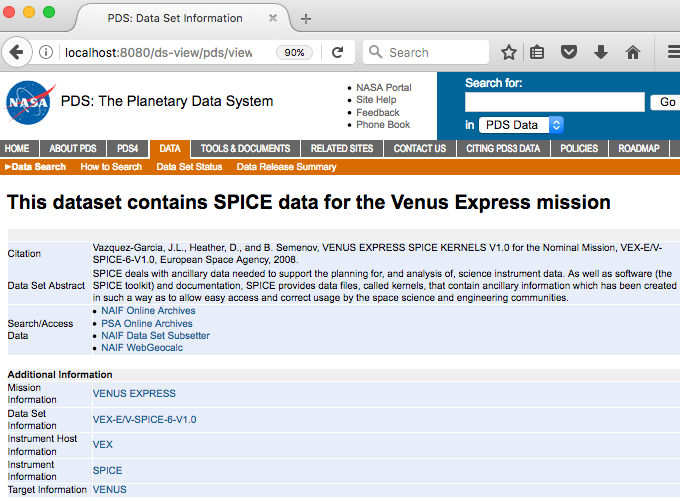 PDS: Data Set Information
localhost:8080/ds-view/pds/view
90%
Search
NASA
PDS: The Planetary Data System
NASA Portal
Site Help
Feedback
Phone Book
Search for:
Go
in PDS Data
HOME ABOUT PDS PDS4 DATA TOOLS & DOCUMENTS RELATED SITES CONTACT US CITING PDS3 DATA POLICIES ROADMAP
Data Search How to Search Data Set Status Data Release Summary
This dataset contains SPICE data for the Venus Express mission
Citation
Vazquez-Garcia, J.L., Heather, D., and B. Semenov, VENUS EXPRESS SPICE KERNELS V1.0 for the Nominal Mission, VEX-E/V-
SPICE-6-V1.0, European Space Agency, 2008.
Data Set Abstract
SPICE deals with ancillary data needed to support the planning for, and analysis of, science instrument data. As well as software (the
SPICE toolkit) and documentation, SPICE provides data files, called kernels, that contain ancillary information which has been created
in such a way as to allow easy access and correct usage by the space science and engineering communities.
Search/Access
Data
NAIF Online Archives
PSA Online Archives
NAIF Data Set Subsetter
NAIF WebGeocalc
Additional Information
Mission
Information
VENUS EXPRESS
Data Set
Information
VEX-E/V-SPICE-6-V1.0
Instrument Host
Information
VEX
Instrument
Information
SPICE
Target Information VENUS